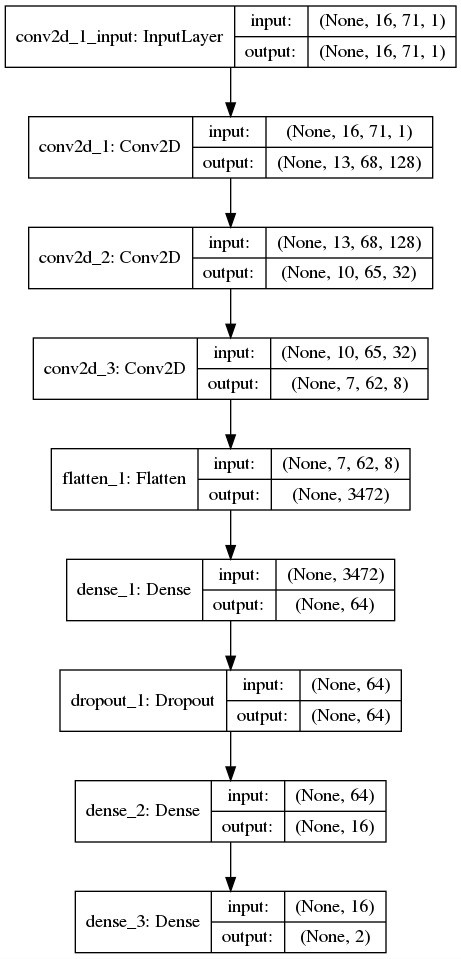 conv2d_1_input: InputLayer input: (None, 16, 71, 1)
output: (None, 16, 71, 1)
conv2d_1: Conv2D input: (None, 16, 71, 1)
output: (None, 13, 68, 128)
conv2d_2: Conv2D input: (None, 13, 68, 128)
output: (None, 10, 65, 32)
conv2d_3: Conv2D input: (None, 10, 65, 32)
output: (None, 7, 62, 8)
flatten_1: Flatten input: (None, 7, 62, 8)
output: (None, 3472)
dense_1: Dense input: (None, 3472)
output: (None, 64)
dropout_1: Dropout input: (None, 64)
output: (None, 64)
dense_2: Dense input: (None, 64)
output: (None, 16)
dense_3: Dense input: (None, 16)
output: (None, 2)